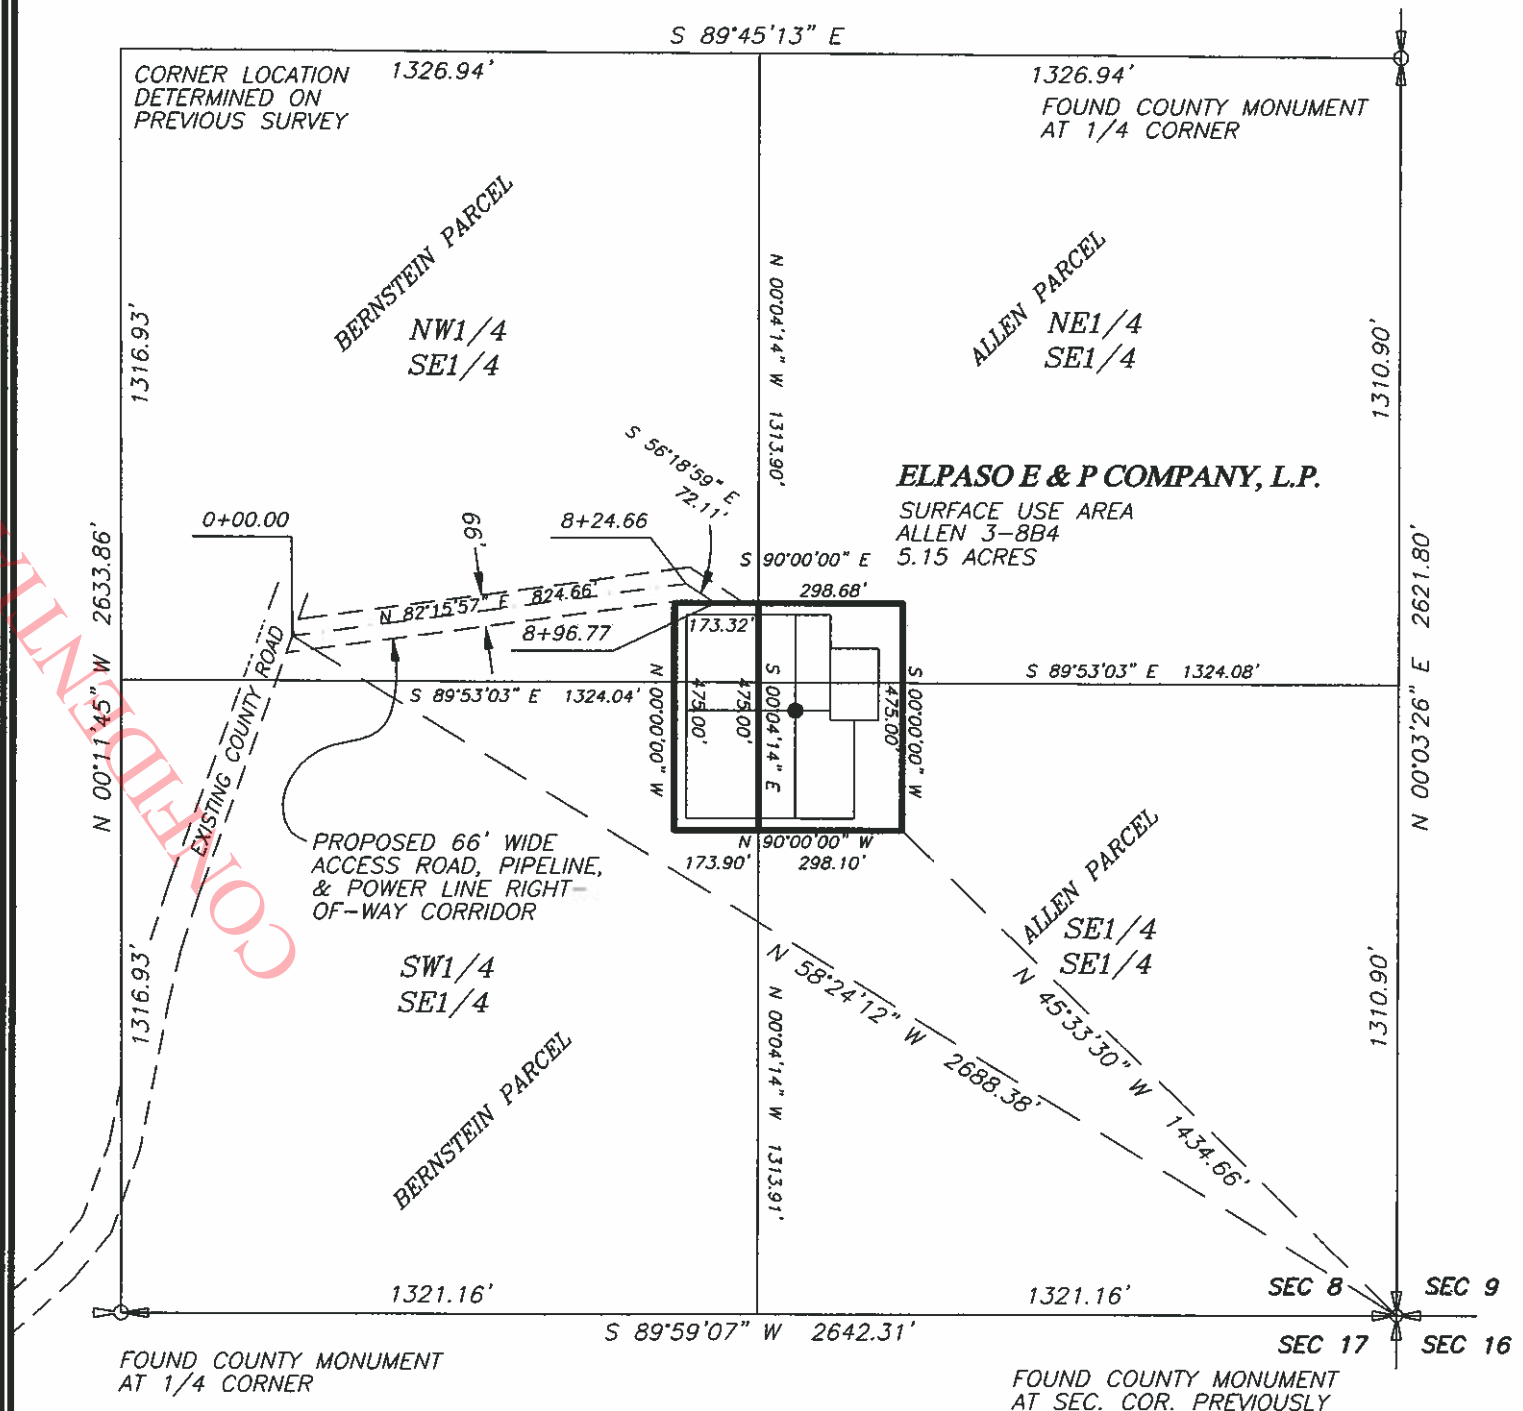 S 89°45'13" E
CORNER LOCATION
DETERMINED ON
PREVIOUS SURVEY
1326.94'
1326.94'
FOUND COUNTY MONUMENT
AT 1/4 CORNER
BERNSTEIN PARCEL
NW1/4
SE1/4
ALLEN PARCEL
NE1/4
SE1/4
1316.93'
N 00°04'14" W 1313.90'
1310.90'
S 56°18'59" E
72.11'
ELPASO E & P COMPANY, L.P.
SURFACE USE AREA
ALLEN 3-8B4
5.15 ACRES
0+00.00
66'
8+24.66
S 90°00'00" E
298.68'
N 82°15'57" E 824.66'
8+96.77
173.32'
N 00°11'45" W 2633.86'
N 00°03'26" E 2621.80'
S 89°53'03" E 1324.04'
S 89°53'03" E 1324.08'
N 00°00'00" W
475.00'
475.00'
S 00°04'14" E
475.00'
S 00°00'00" W
EXISTING COUNTY ROAD
CONFIDENTIAL
PROPOSED 66' WIDE
ACCESS ROAD, PIPELINE,
& POWER LINE RIGHT-
OF-WAY CORRIDOR
N 90°00'00" W
173.90'
298.10'
ALLEN PARCEL
SE1/4
SE1/4
SW1/4
SE1/4
1316.93'
N 58°24'12" W 2688.38'
N 45°33'30" W 1434.66'
N 00°04'14" W 1313.91'
1310.90'
BERNSTEIN PARCEL
1321.16'
1321.16'
SEC 8
SEC 9
S 89°59'07" W 2642.31'
SEC 17
SEC 16
FOUND COUNTY MONUMENT
AT 1/4 CORNER
FOUND COUNTY MONUMENT
AT SEC. COR. PREVIOUSLY